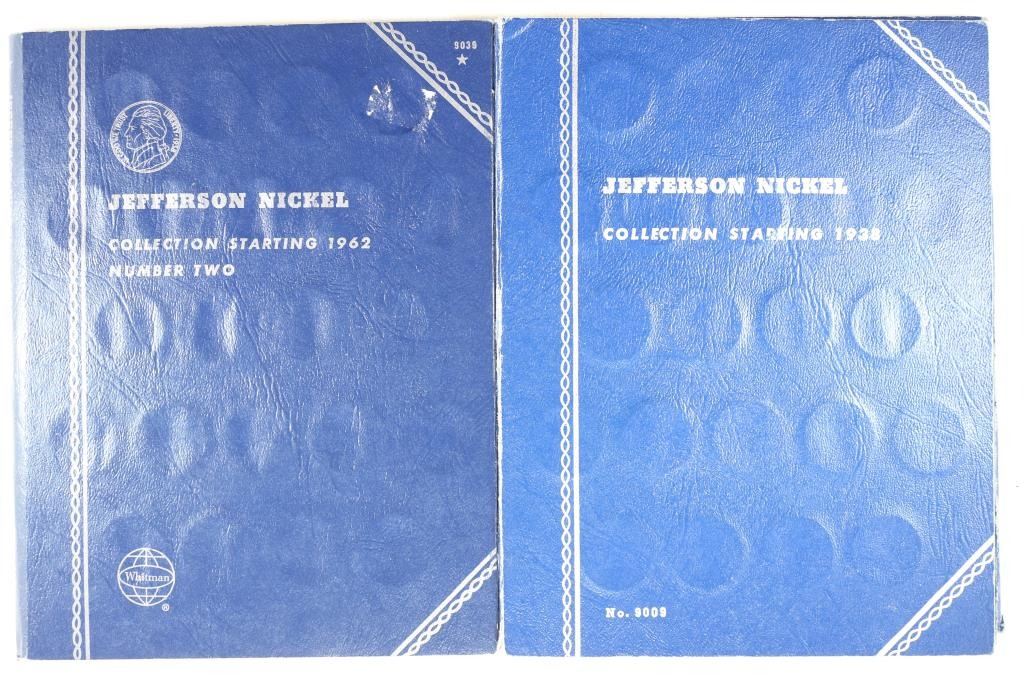 9039
JEFFERSON NICKEL
COLLECTION STARTING 1962
NUMBER TWO
Whitman
®
JEFFERSON NICKEL
COLLECTION STARTING 1938
No. 9009